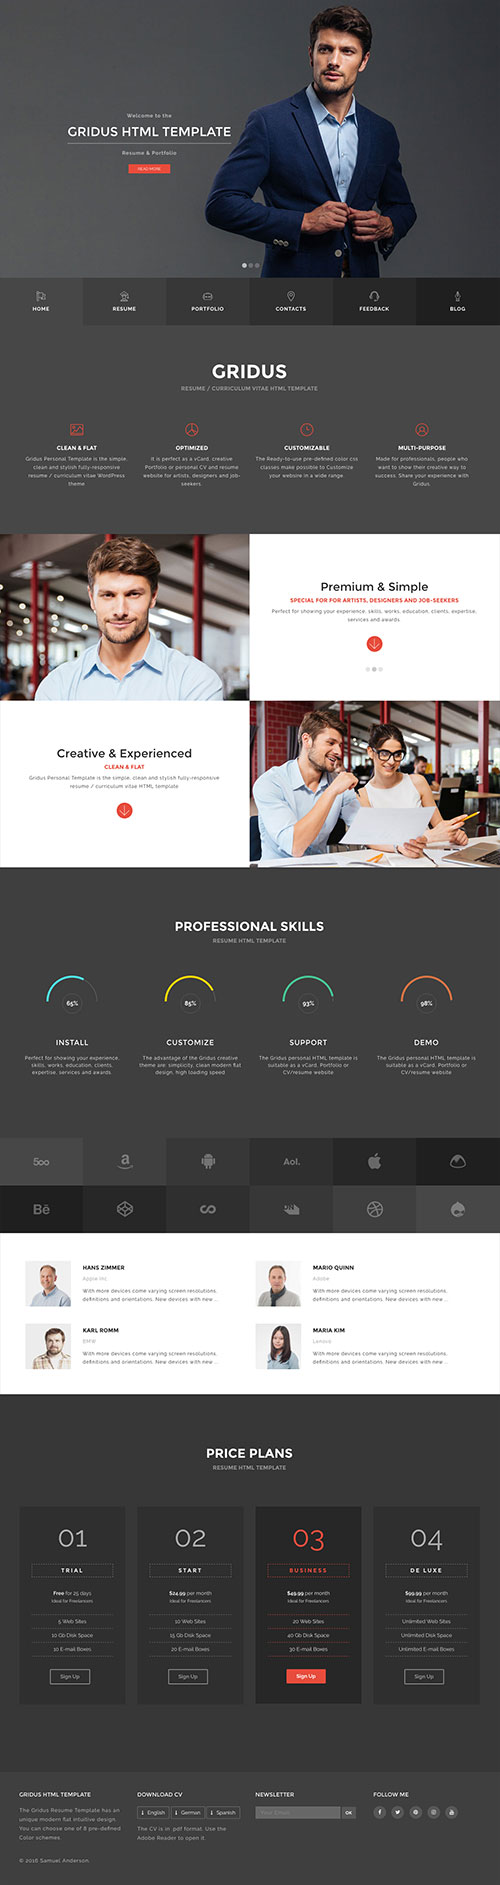 Welcome to the
GRIDUS HTML TEMPLATE
Resume & Portfolio
READ MORE
HOME
RESUME
PORTFOLIO
CONTACTS
FEEDBACK
BLOG
GRIDUS
RESUME / CURRICULUM VITAE HTML TEMPLATE
CLEAN & FLAT
Gridus Personal Template is the simple,
clean and stylish fully-responsive
resume / curriculum vitae WordPress
theme
OPTIMIZED
It is perfect as a vCard, creative
Portfolio or personal CV and resume
website for artists, designers and job-
seekers.
CUSTOMIZABLE
The Ready-to-use pre-defined color css
classes make possible to Customize
your website in a wide range.
MULTI-PURPOSE
Made for professionals, people who
want to show their creative way to
success. Share your experience with
Gridus.
Premium & Simple
SPECIAL FOR FOR ARTISTS, DESIGNERS AND JOB-SEEKERS
Perfect for showing your experience, skills, works, education, clients, expertise,
services and awards
Creative & Experienced
CLEAN & FLAT
Gridus Personal Template is the simple, clean and stylish fully-responsive
resume / curriculum vitae HTML template
PROFESSIONAL SKILLS
RESUME HTML TEMPLATE
65%
85%
93%
98%
INSTALL
Perfect for showing your experience,
skills, works, education, clients,
expertise, services and awards
CUSTOMIZE
The advantage of the Gridus creative
theme are: simplicity, clean modern flat
design, high loading speed
SUPPORT
The Gridus personal HTML template is
suitable as a vCard, Portfolio or
CV/resume website
DEMO
The Gridus personal HTML template is
suitable as a vCard, Portfolio or
CV/resume website
500
a
Aol.
Bē
HANS ZIMMER
Apple Inc.
With more devices come varying screen resolutions,
definitions and orientations. New devices with new ...
MARIO QUINN
Adobe
With more devices come varying screen resolutions,
definitions and orientations. New devices with new ...
KARL ROMM
BMW
With more devices come varying screen resolutions,
definitions and orientations. New devices with new ...
MARIA KIM
Lenovo
With more devices come varying screen resolutions,
definitions and orientations. New devices with new ...
PRICE PLANS
RESUME HTML TEMPLATE
01
TRIAL
Free for 25 days
Ideal for Freelancers
5 Web Sites
10 Gb Disk Space
10 E-mail Boxes
Sign Up
02
START
$24.99 per month
Ideal for Freelancers
10 Web Sites
15 Gb Disk Space
20 E-mail Boxes
Sign Up
03
BUSINESS
$49.99 per month
Ideal for Freelancers
20 Web Sites
40 Gb Disk Space
30 E-mail Boxes
Sign Up
04
DE LUXE
$99.99 per month
Ideal for Freelancers
Unlimited Web Sites
Unlimited Disk Space
Unlimited E-mail Boxes
Sign Up
GRIDUS HTML TEMPLATE
The Gridus Resume Template has an
unique modern flat intuitive design.
You can choose one of 8 pre-defined
Color schemes
© 2016 Samuel Anderson
DOWNLOAD CV
English
German
Spanish
The CV is in .pdf format. Use the
Adobe Reader to open it.
NEWSLETTER
Your Email
OK
FOLLOW ME